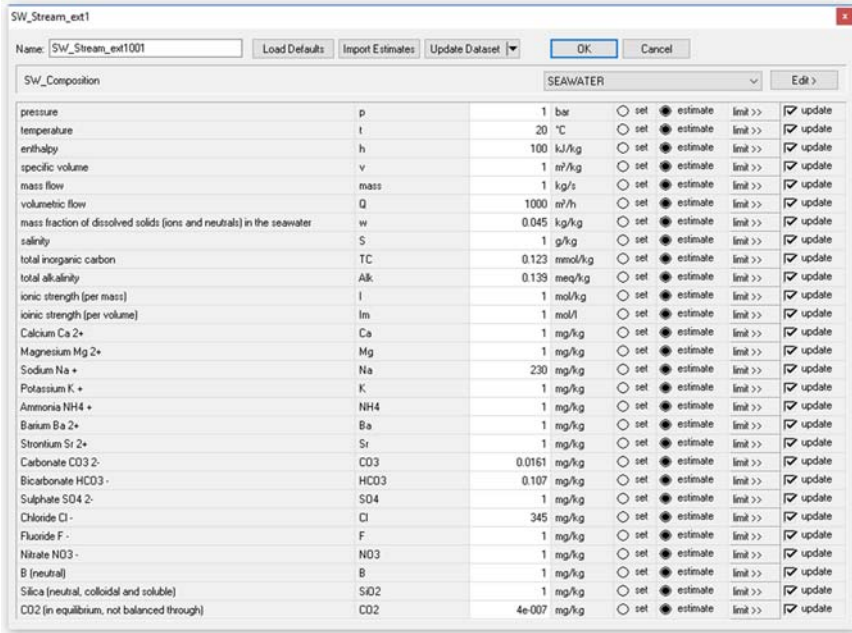 SW_Stream_ext1
Name: SW_Stream_ext1001 Load Defaults Import Estimates Update Dataset OK Cancel
SW_Composition SEAWATER Edit >
pressure p 1 bar set estimate limit >> update
temperature t 20 °C set estimate limit >> update
enthalpy h 100 kJ/kg set estimate limit >> update
specific volume v 1 m³/kg set estimate limit >> update
mass flow mass 1 kg/s set estimate limit >> update
volumetric flow Q 1000 m³/h set estimate limit >> update
mass fraction of dissolved solids (ions and neutrals) in the seawater w 0.045 kg/kg set estimate limit >> update
salinity S 1 g/kg set estimate limit >> update
total inorganic carbon TC 0.123 mmol/kg set estimate limit >> update
total alkalinity Alk 0.139 meq/kg set estimate limit >> update
ionic strength (per mass) I 1 mol/kg set estimate limit >> update
ioinic strength (per volume) Im 1 mol/l set estimate limit >> update
Calcium Ca 2+ Ca 1 mg/kg set estimate limit >> update
Magnesium Mg 2+ Mg 1 mg/kg set estimate limit >> update
Sodium Na + Na 230 mg/kg set estimate limit >> update
Potassium K + K 1 mg/kg set estimate limit >> update
Ammonia NH4 + NH4 1 mg/kg set estimate limit >> update
Barium Ba 2+ Ba 1 mg/kg set estimate limit >> update
Strontium Sr 2+ Sr 1 mg/kg set estimate limit >> update
Carbonate CO3 2- CO3 0.0161 mg/kg set estimate limit >> update
Bicarbonate HCO3 - HCO3 0.107 mg/kg set estimate limit >> update
Sulphate SO4 2- SO4 1 mg/kg set estimate limit >> update
Chloride Cl - Cl 345 mg/kg set estimate limit >> update
Fluoride F - F 1 mg/kg set estimate limit >> update
Nitrate NO3 - NO3 1 mg/kg set estimate limit >> update
B (neutral) B 1 mg/kg set estimate limit >> update
Silica (neutral, colloidal and soluble) SiO2 1 mg/kg set estimate limit >> update
CO2 (in equilibrium, not balanced through) CO2 4e-007 mg/kg set estimate limit >> update